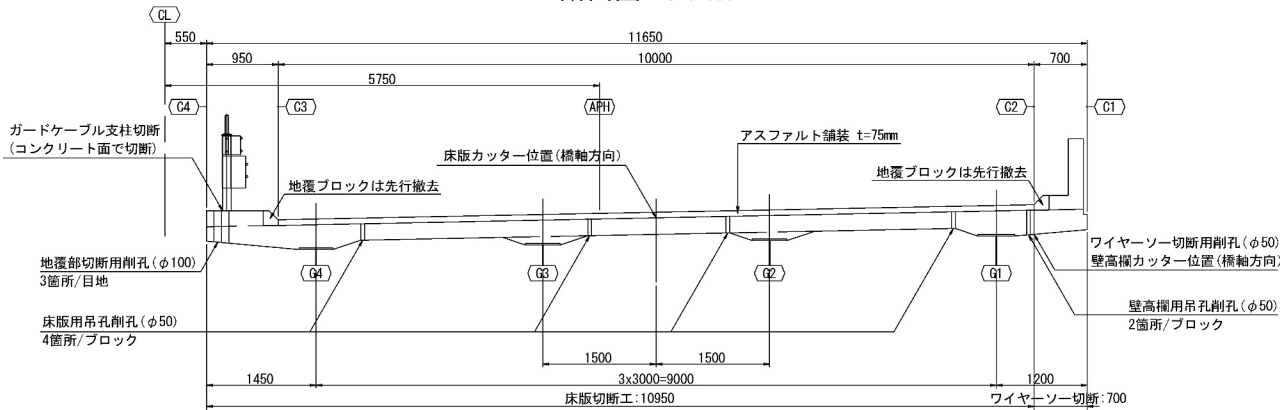 CL
550
11650
950
10000
700
5750
C4
C3
APH
C2
C1
ガードケーブル支柱切断
(コンクリート面で切断)
アスファルト舗装 t=75mm
床版カッター位置(橋軸方向)
地覆ブロックは先行撤去
地覆ブロックは先行撤去
地覆部切断用削孔(φ100)
3箇所/目地
G4
G3
G2
G1
ワイヤーソー切断用削孔(φ50)
壁高欄カッター位置(橋軸方向)
床版用吊孔削孔(φ50)
4箇所/ブロック
壁高欄用吊孔削孔(φ50)
2箇所/ブロック
1500
1500
1450
3x3000=9000
1200
床版切断工:10950
ワイヤーソー切断:700